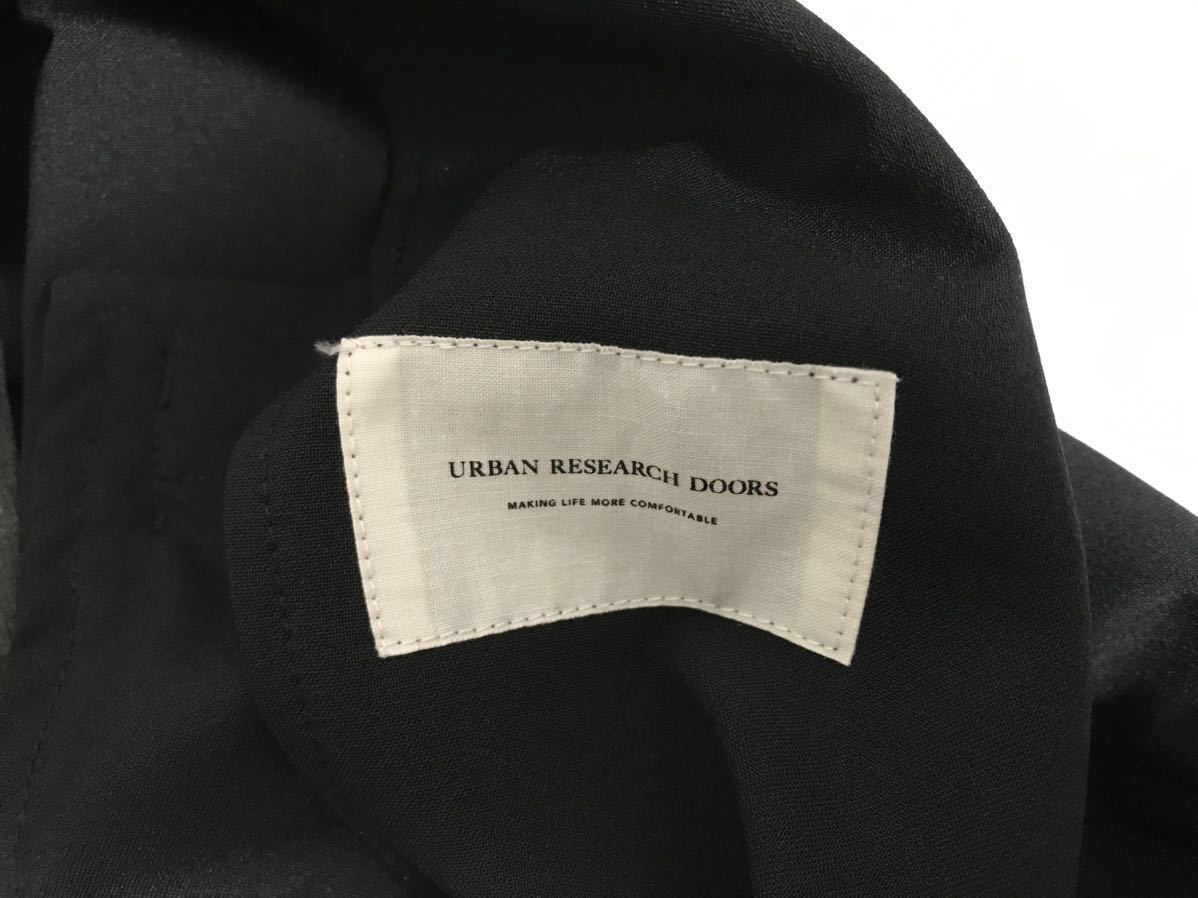 URBAN RESEARCH DOORS
MAKING LIFE MORE COMFORTABLE